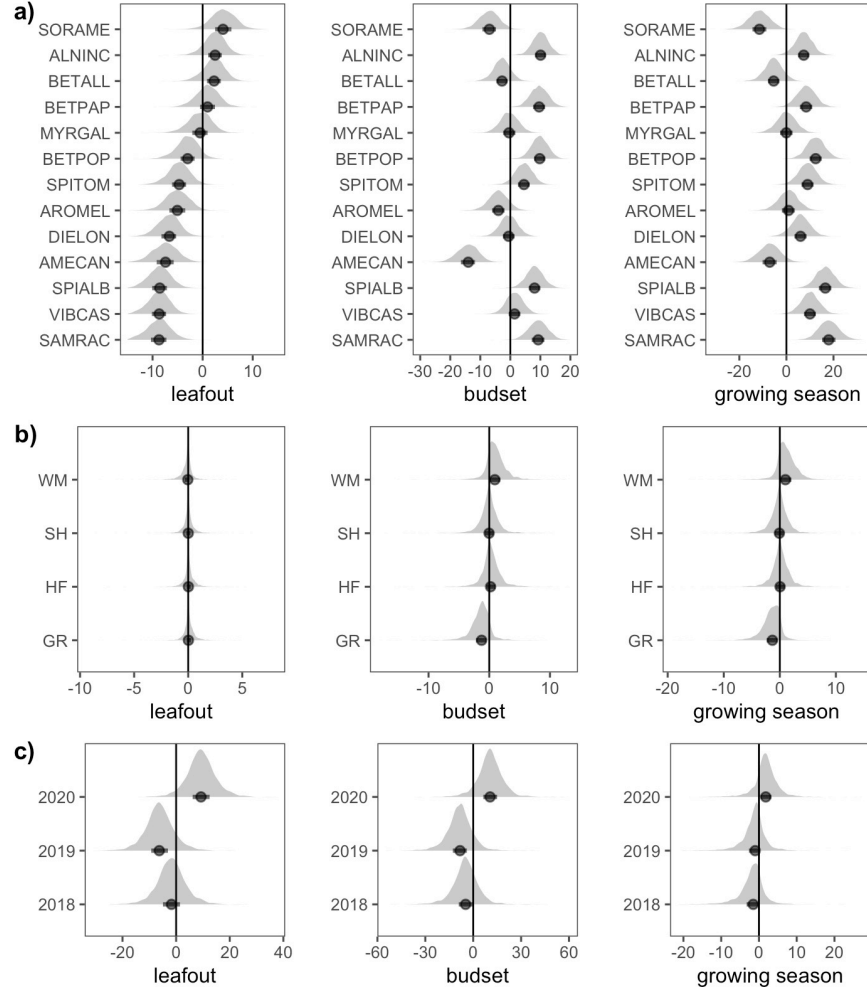 a)
SORAME
ALNINC
BETALL
BETPAP
MYRGAL
BETPOP
SPITOM
AROMEL
DIELON
AMECAN
SPIALB
VIBCAS
SAMRAC
-10 0 10
leafout
SORAME
ALNINC
BETALL
BETPAP
MYRGAL
BETPOP
SPITOM
AROMEL
DIELON
AMECAN
SPIALB
VIBCAS
SAMRAC
-30 -20 -10 0 10 20
budset
SORAME
ALNINC
BETALL
BETPAP
MYRGAL
BETPOP
SPITOM
AROMEL
DIELON
AMECAN
SPIALB
VIBCAS
SAMRAC
-20 0 20
growing season
b)
WM
SH
HF
GR
-10 -5 0 5
leafout
WM
SH
HF
GR
-10 0 10
budset
WM
SH
HF
GR
-20 -10 0 10
growing season
c)
2020
2019
2018
-20 0 20 40
leafout
2020
2019
2018
-60 -30 0 30 60
budset
2020
2019
2018
-20 -10 0 10 20
growing season